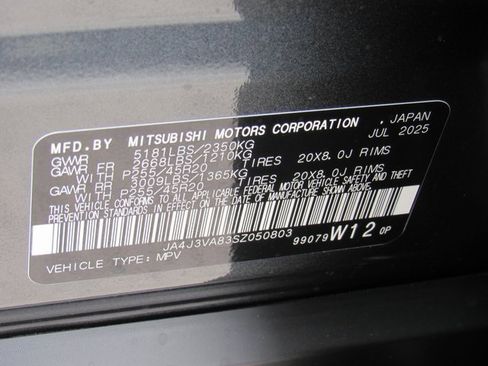 MFD.BY MITSUBISHI MOTORS CORPORATION , JAPAN
GVWR 5181LBS/2350KG JUL 2025
GAWR FR 2668LBS/1210KG
WITH P255/45R20 TIRES 20X8.0J RIMS
GAWR RR 3009LBS/1365KG
WITH P255/45R20 TIRES 20X8.0J RIMS
THIS VEHICLE CONFORMS TO ALL APPLICABLE FEDERAL MOTOR VEHICLE SAFETY, BUMPER, AND THEFT
PREVENTION STANDARDS IN EFFECT ON THE DATE OF MANUFACTURE SHOWN ABOVE.
JA4J3VA83SZ050803
99079 W12 0P
VEHICLE TYPE: MPV